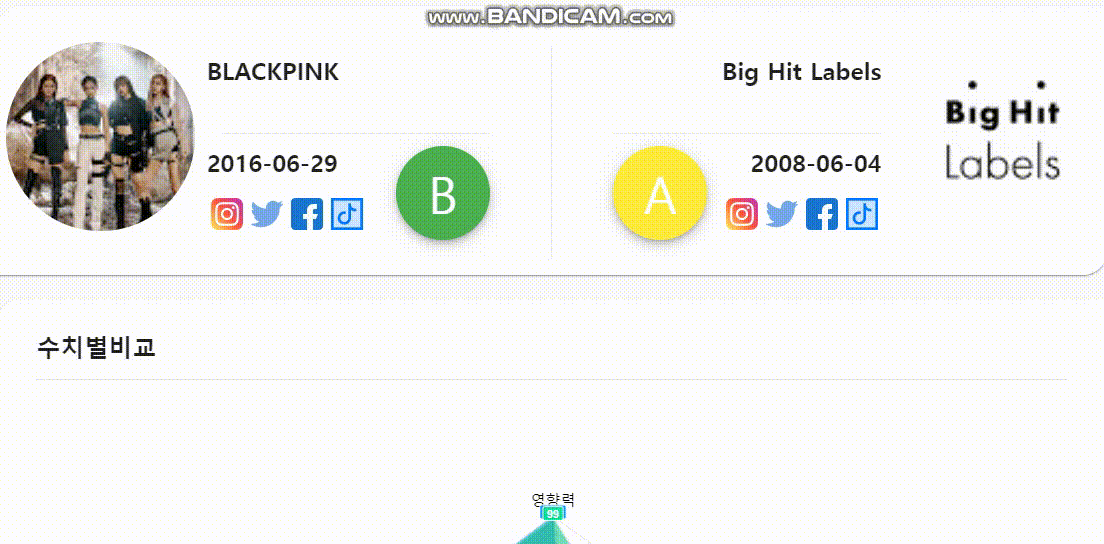 www.BANDICAM.com
BLACKPINK
2016-06-29
B
Big Hit Labels
2008-06-04
A
Big Hit
Labels
수치별비교
영향력
99